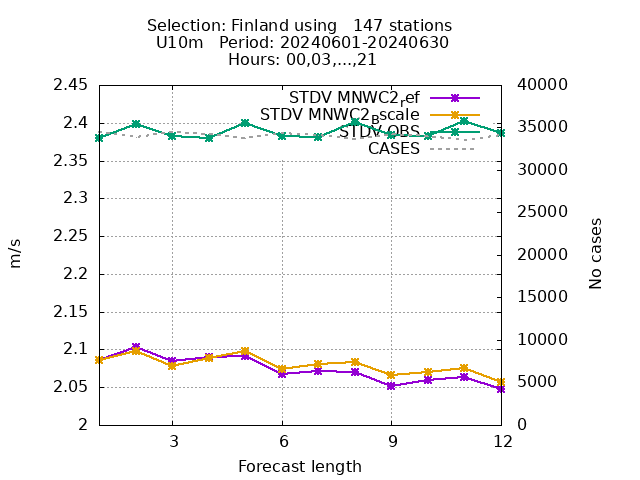 Selection: Finland using   147 stations
U10m   Period: 20240601-20240630
Hours: 00,03,...,21
2.45
2.4
2.35
2.3
2.25
2.2
2.15
2.1
2.05
2
m/s
STDV MNWC2_ref
STDV MNWC2_Bscale
STDV OBS
CASES
40000
35000
30000
25000
20000
15000
10000
5000
0
No cases
3 6 9 12
Forecast length